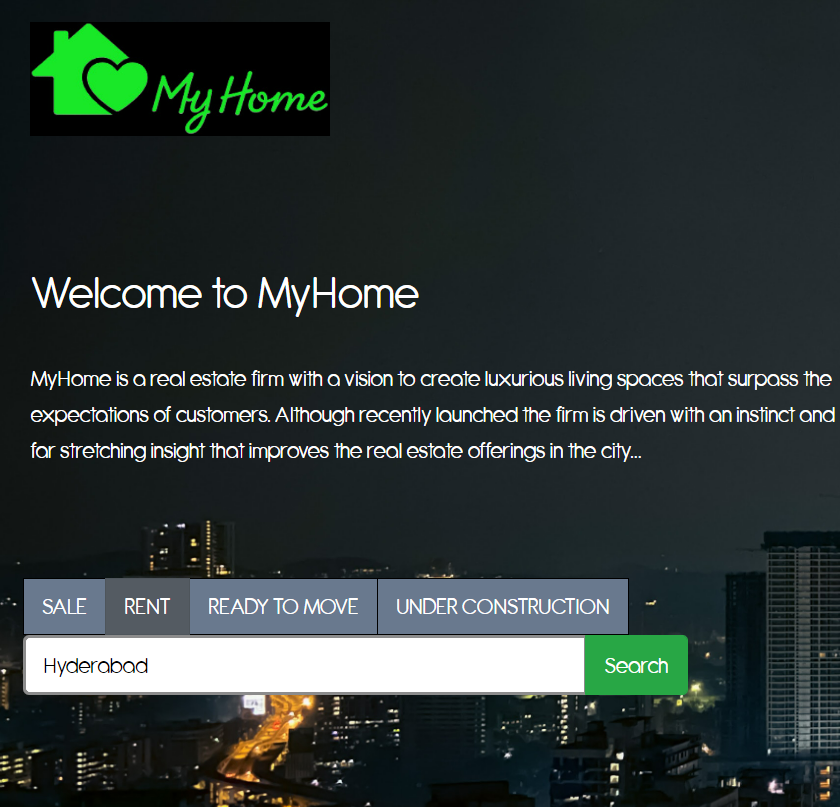 MyHome
Welcome to MyHome
MyHome is a real estate firm with a vision to create luxurious living spaces that surpass the
expectations of customers. Although recently launched the firm is driven with an instinct and
far stretching insight that improves the real estate offerings in the city...
SALE RENT READY TO MOVE UNDER CONSTRUCTION
Hyderabad Search